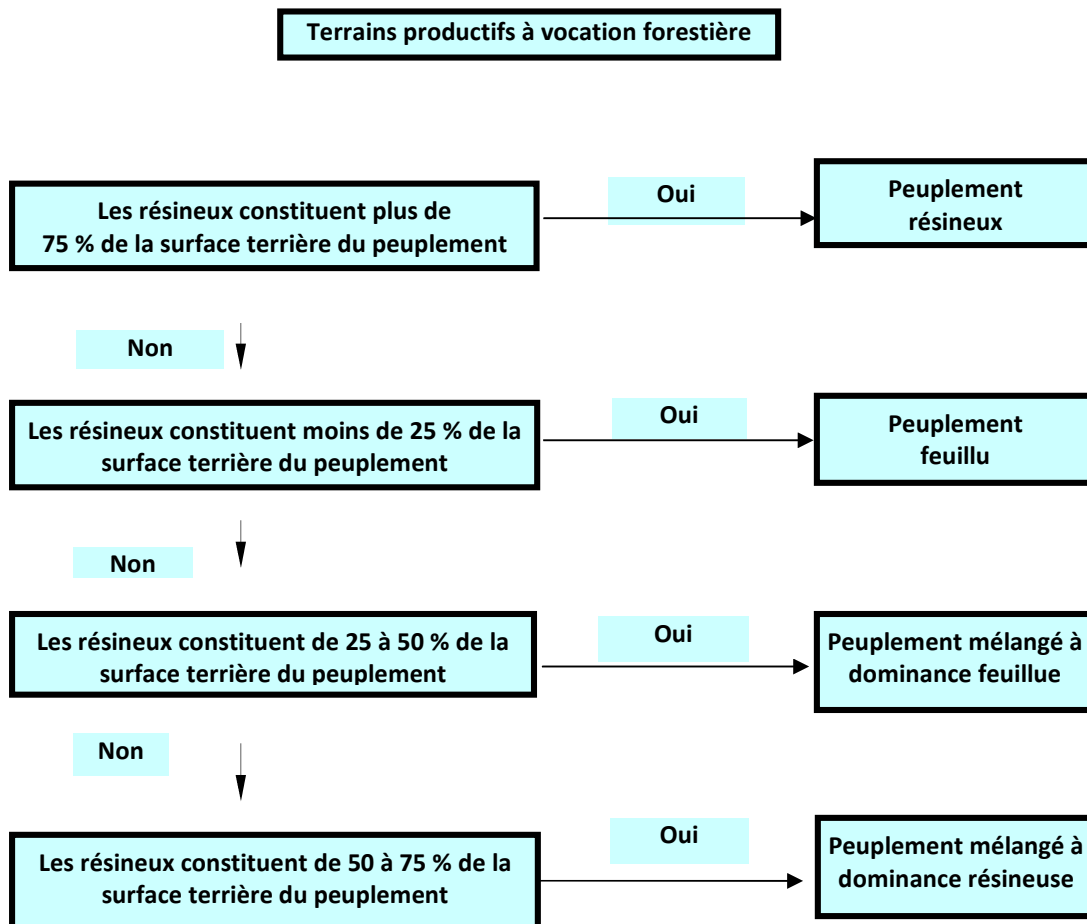 Terrains productifs à vocation forestière
Les résineux constituent plus de
75 % de la surface terrière du peuplement
Oui
Peuplement
résineux
Non
Les résineux constituent moins de 25 % de la
surface terrière du peuplement
Oui
Peuplement
feuillu
Non
Les résineux constituent de 25 à 50 % de la
surface terrière du peuplement
Oui
Peuplement mélangé à
dominance feuillue
Non
Les résineux constituent de 50 à 75 % de la
surface terrière du peuplement
Oui
Peuplement mélangé à
dominance résineuse